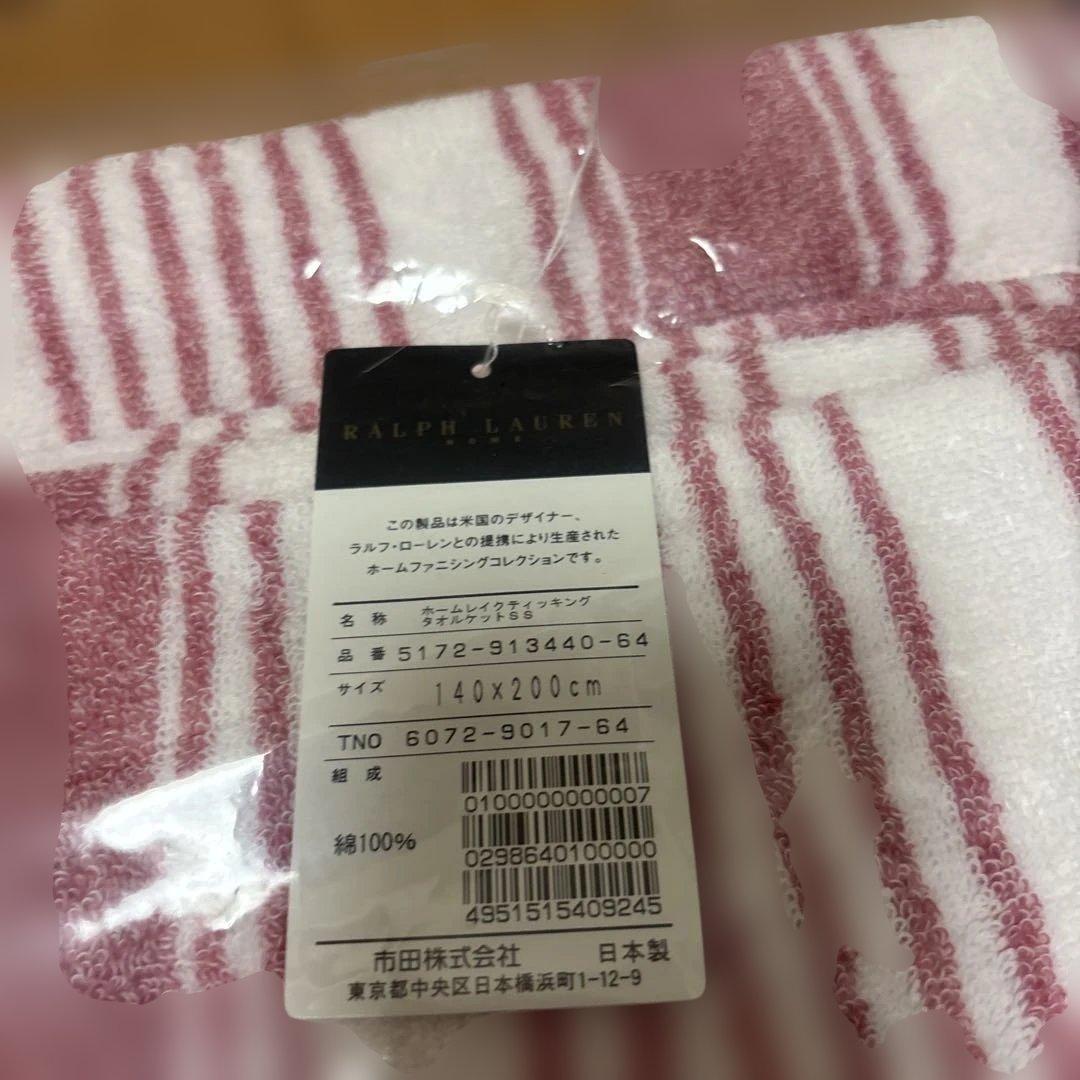 RALPH LAUREN
HOME
この製品は米国のデザイナー、
ラルフ・ローレンとの提携により生産された
ホームファニシングコレクションです。
名 称 ホームレイクティッキング
タオルケットSS
品 番 5172-913440-64
サイズ 140×200cm
TNO 6072-9017-64
組 成
0100000000007
綿100%
0298640100000
4951515409245
市田株式会社 日本製
東京都中央区日本橋浜町1-12-9